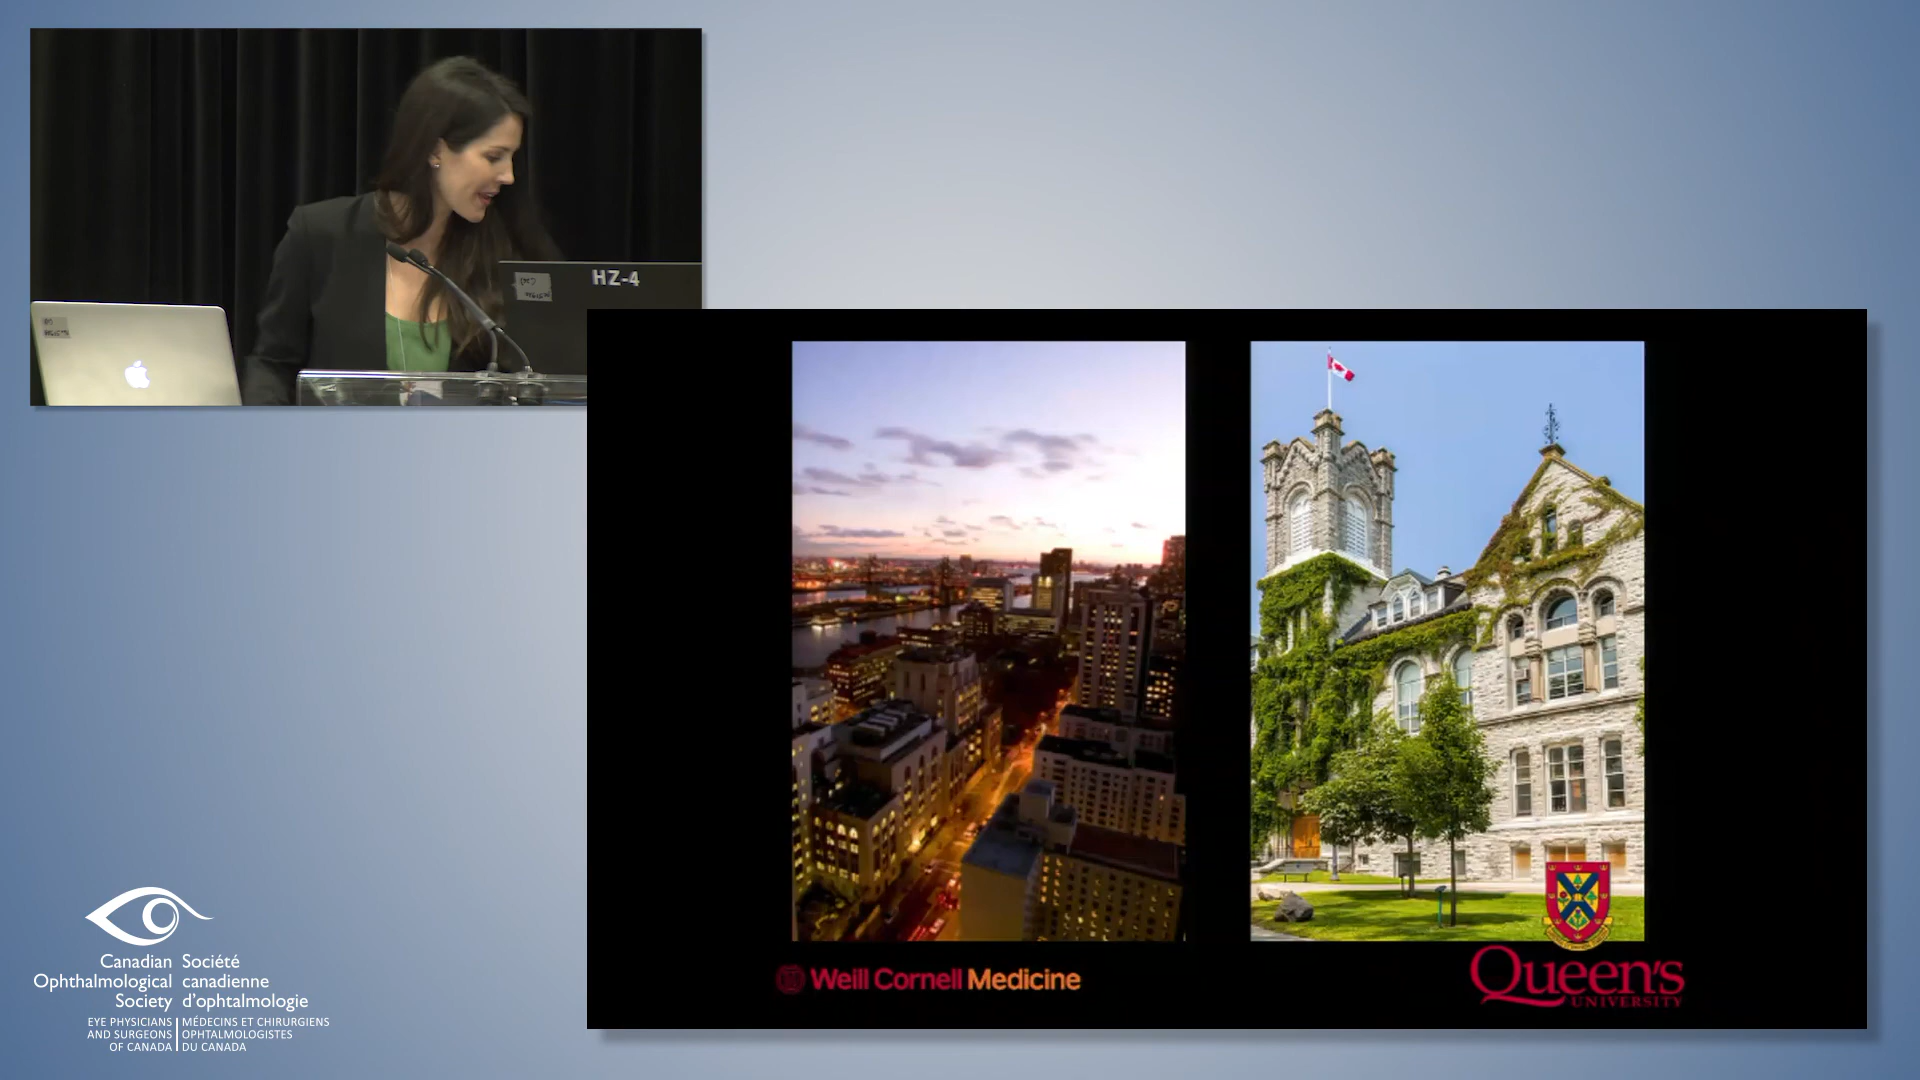 HZ-4
Weill Cornell Medicine
Queen's
UNIVERSITY
Canadian
Ophthalmological
Society
Société
canadienne
d'ophtalmologie
EYE PHYSICIANS
AND SURGEONS
OF CANADA
MÉDECINS ET CHIRURGIENS
OPHTALMOLOGISTES
DU CANADA